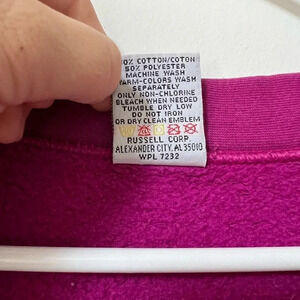 0% COTTON/COTON
50% POLYESTER
MACHINE WASH
WARM-COLORS WASH
SEPARATELY
ONLY NON-CHLORINE
BLEACH WHEN NEEDED
TUMBLE DRY LOW
DO NOT IRON
OR DRY CLEAN EMBLEM
RUSSELL CORP.
ALEXANDER CITY, AL 35010
WPL 7232